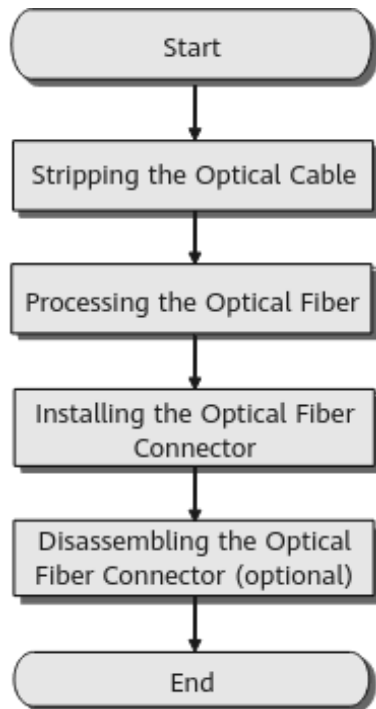 Start
Stripping the Optical Cable
Processing the Optical Fiber
Installing the Optical Fiber
Connector
Disassembling the Optical
Fiber Connector (optional)
End